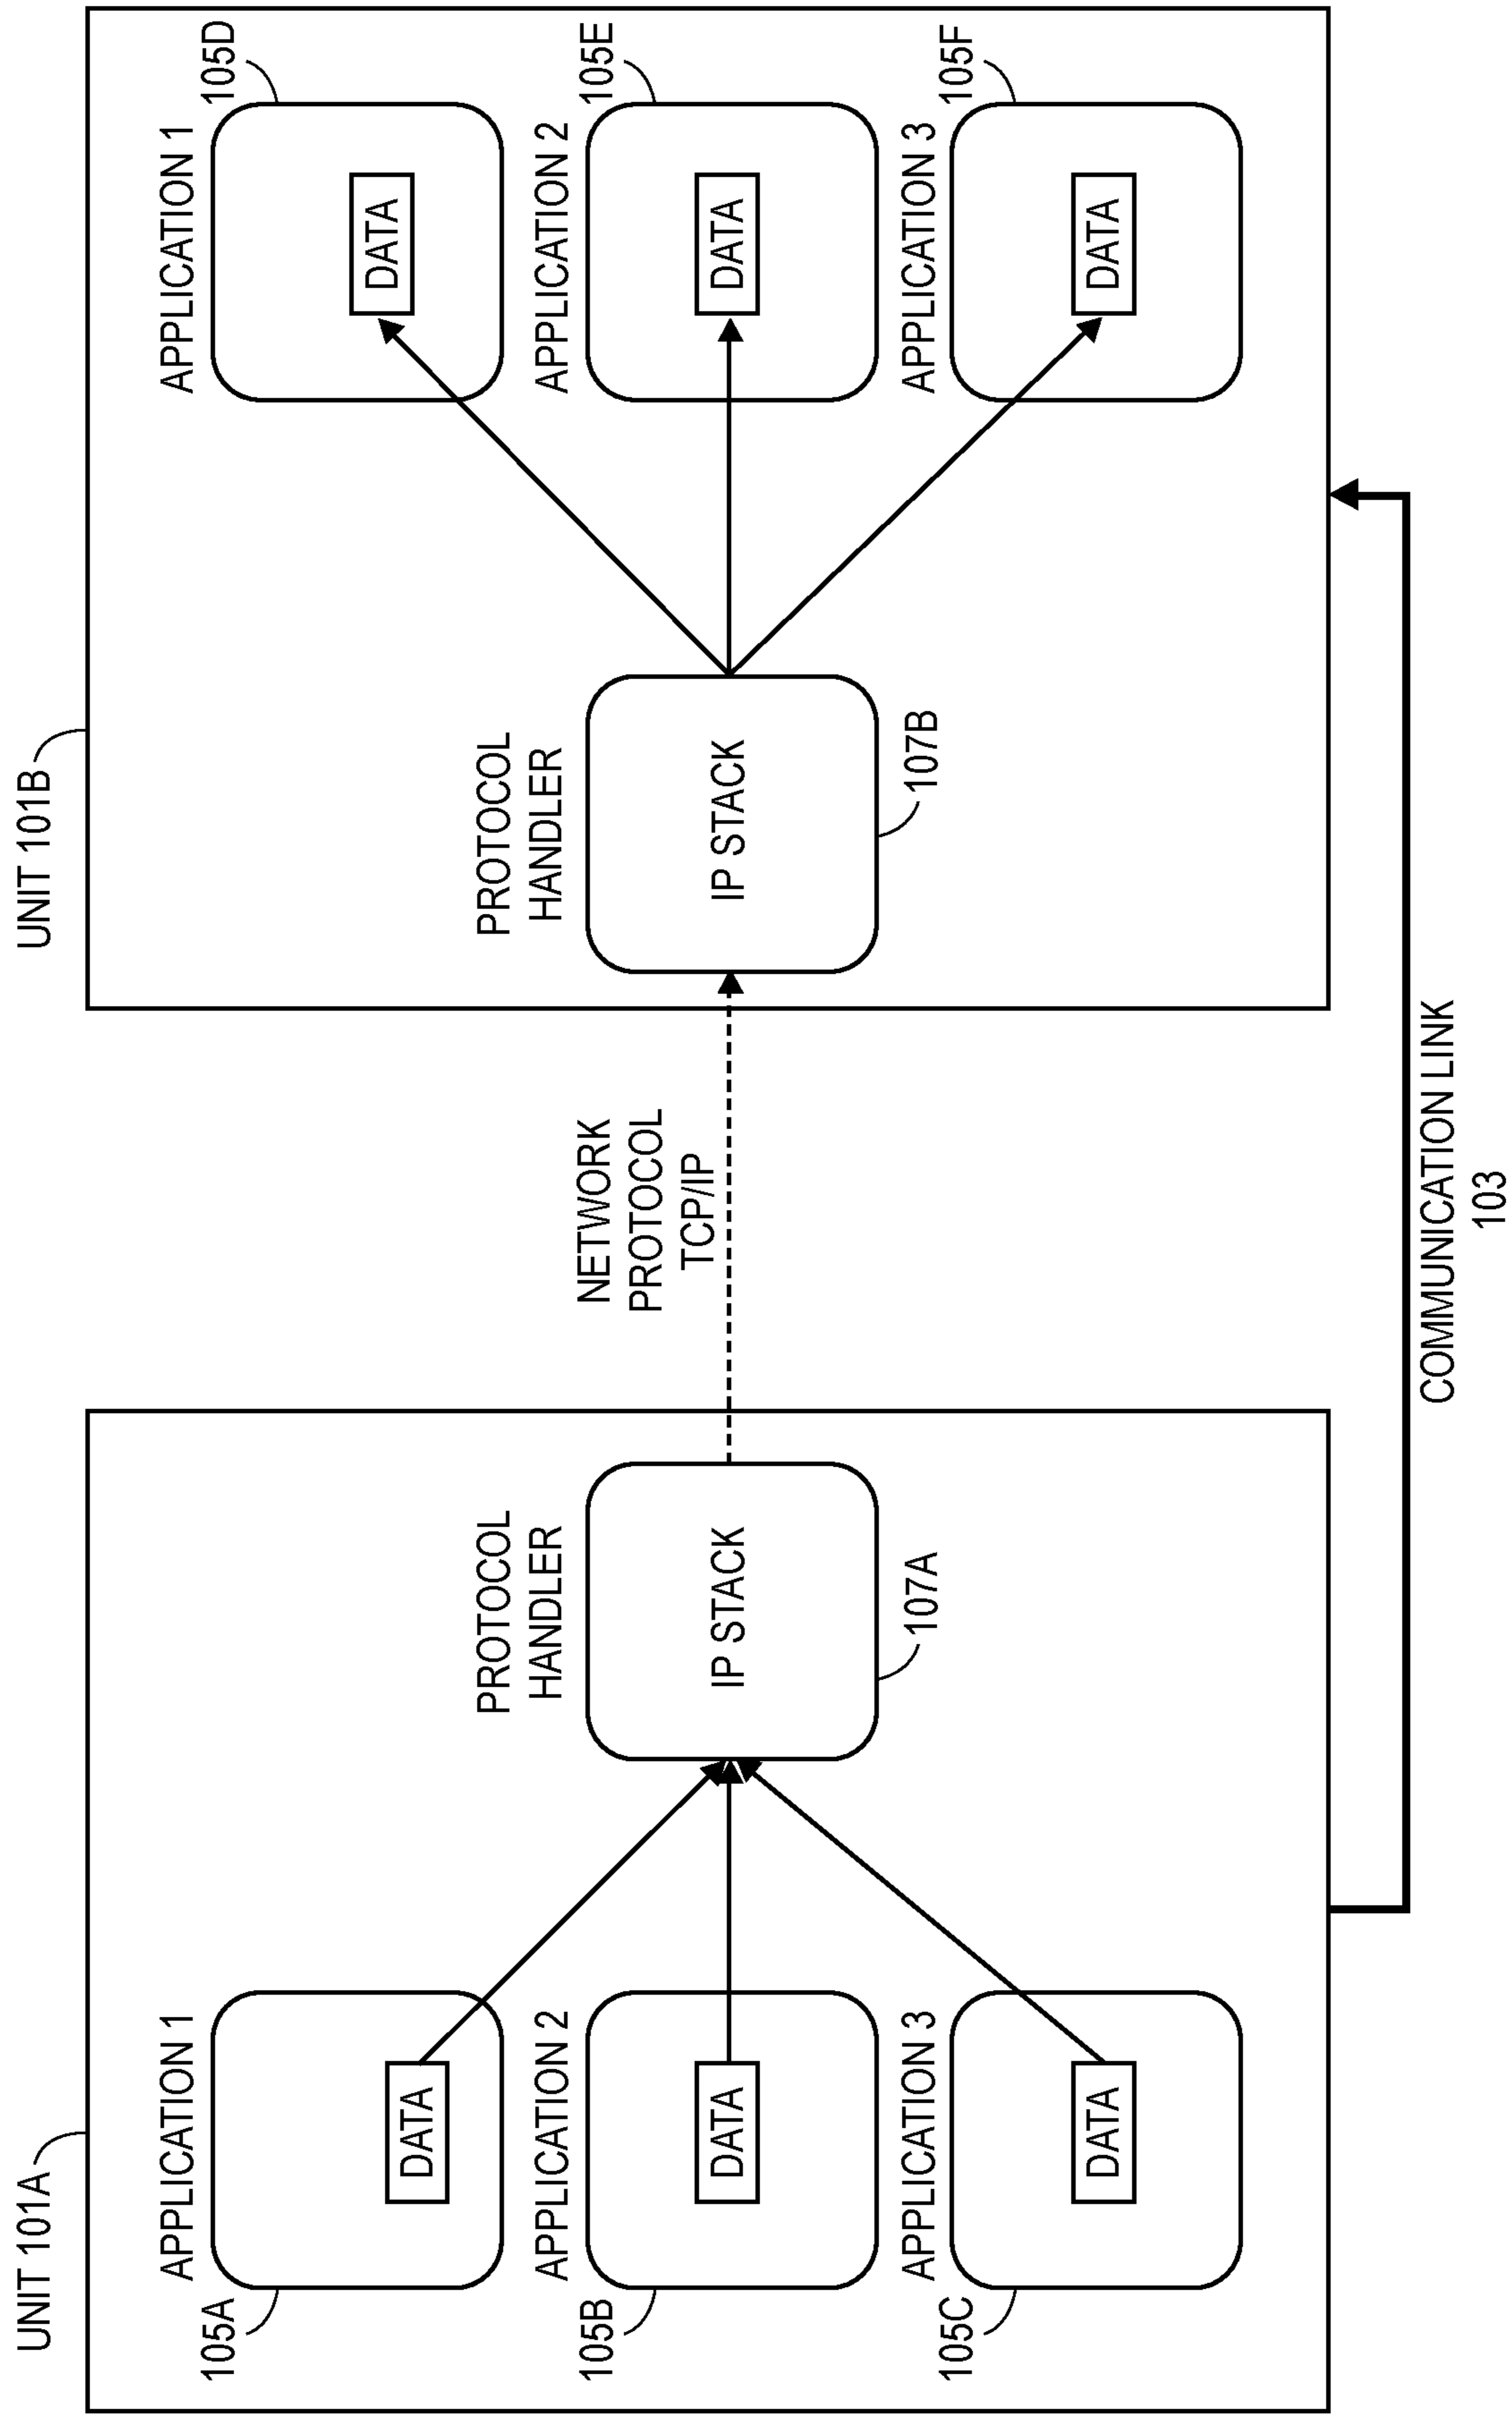 UNIT 101A
105A
APPLICATION 1
DATA
105B
APPLICATION 2
DATA
105C
APPLICATION 3
DATA
PROTOCOL
HANDLER
IP STACK
107A
NETWORK
PROTOCOL
TCP/IP
UNIT 101B
PROTOCOL
HANDLER
IP STACK
107B
APPLICATION 1
105D
DATA
APPLICATION 2
105E
DATA
APPLICATION 3
105F
DATA
COMMUNICATION LINK
103